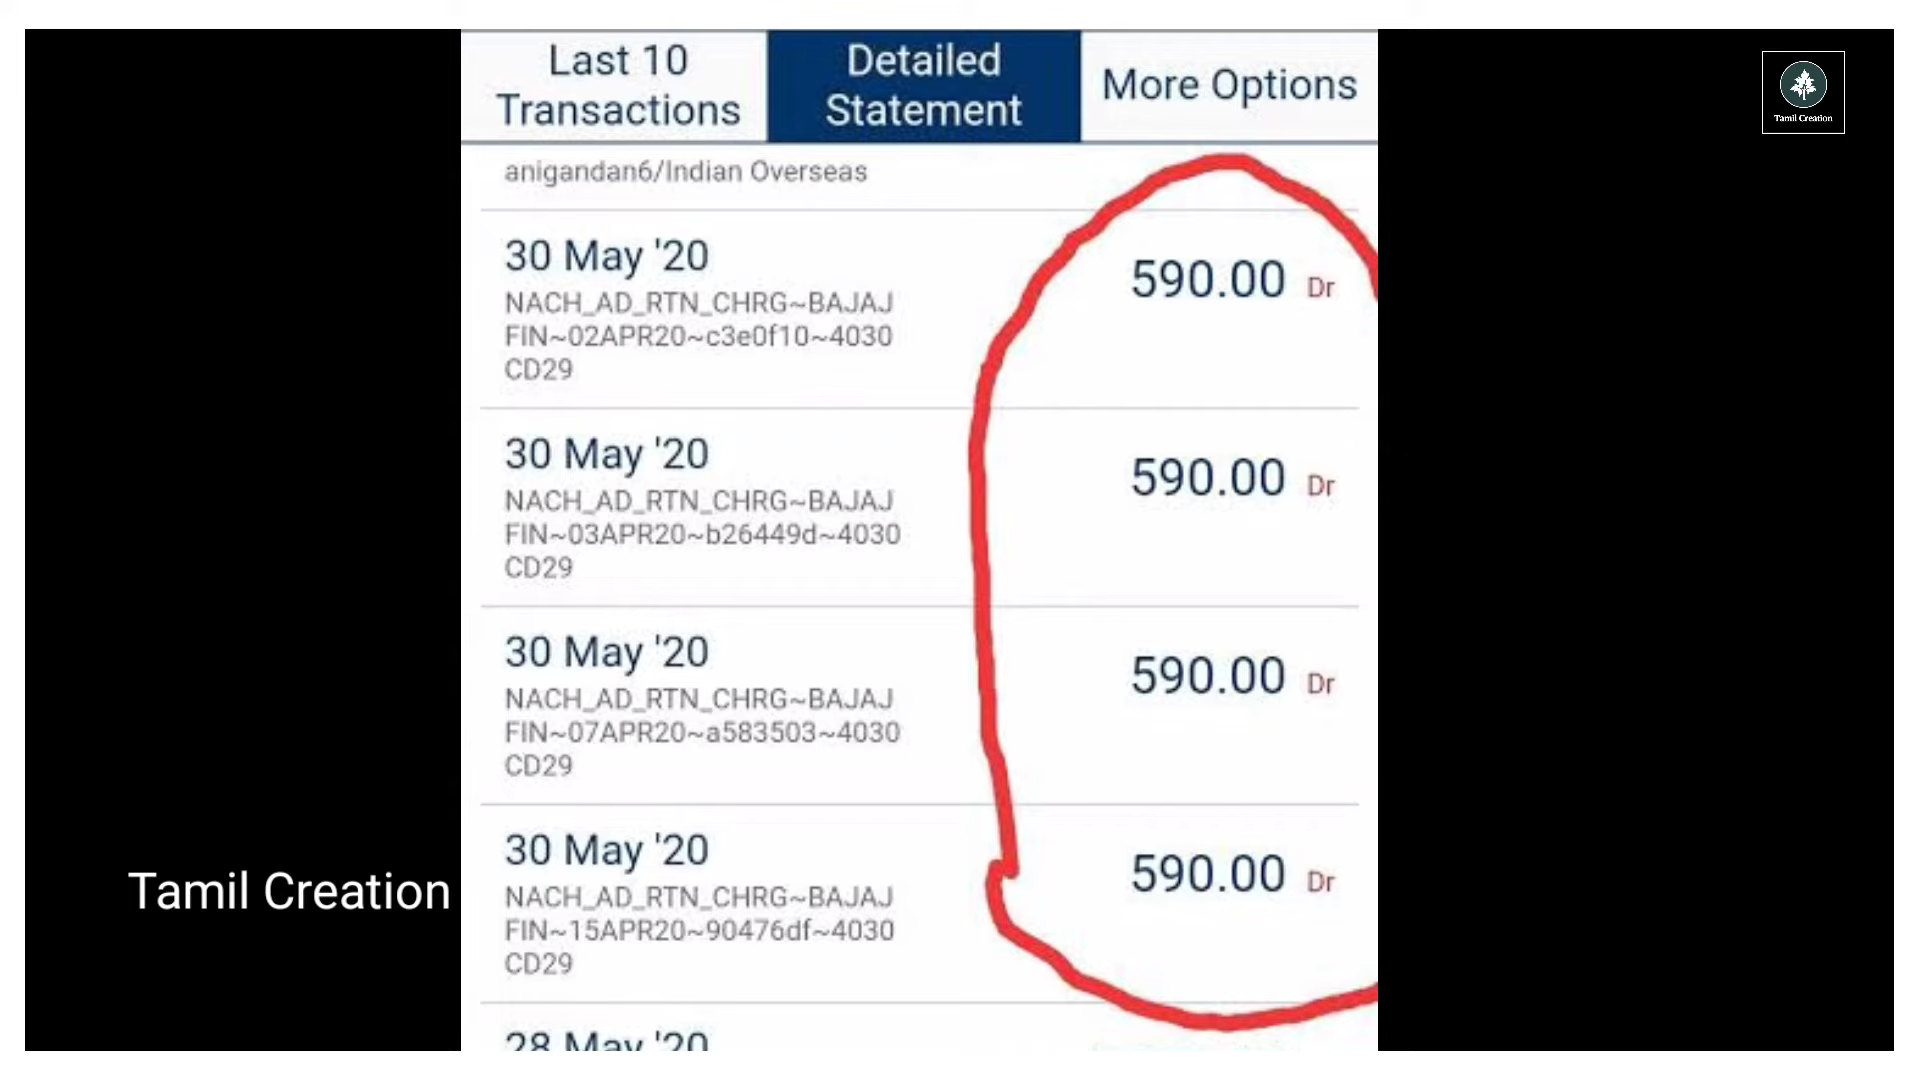 Last 10
Transactions
Detailed
Statement
More Options
Tamil Creation
anigandan6/Indian Overseas
30 May '20
590.00 Dr
NACH_AD_RTN_CHRG~BAJAJ
FIN~02APR20~c3e0f10~4030
CD29
30 May '20
590.00 Dr
NACH_AD_RTN_CHRG~BAJAJ
FIN~03APR20~b26449d~4030
CD29
30 May '20
590.00 Dr
NACH_AD_RTN_CHRG~BAJAJ
FIN~07APR20~a583503~4030
CD29
30 May '20
590.00 Dr
NACH_AD_RTN_CHRG~BAJAJ
FIN~15APR20~90476df~4030
CD29
Tamil Creation
28 May '20